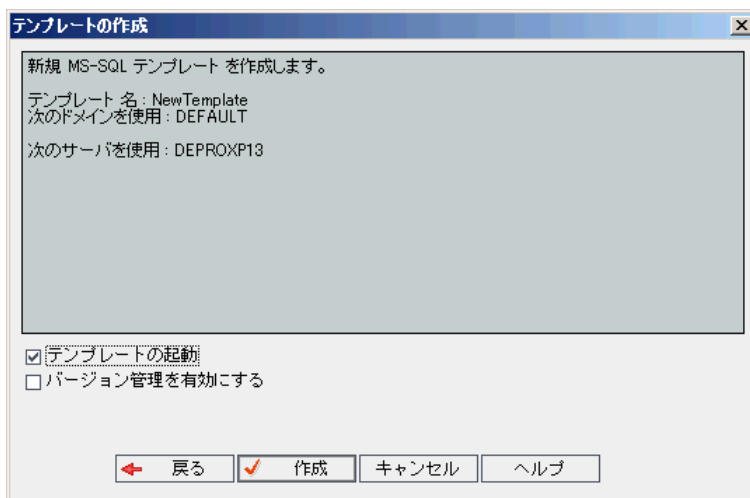 テンプレートの作成
新規 MS-SQL テンプレート を作成します。
テンプレート 名 : NewTemplate
次のドメインを使用 : DEFAULT
次のサーバを使用 : DEPROXP13
テンプレートの起動
バージョン管理を有効にする
戻る 作成 キャンセル ヘルプ